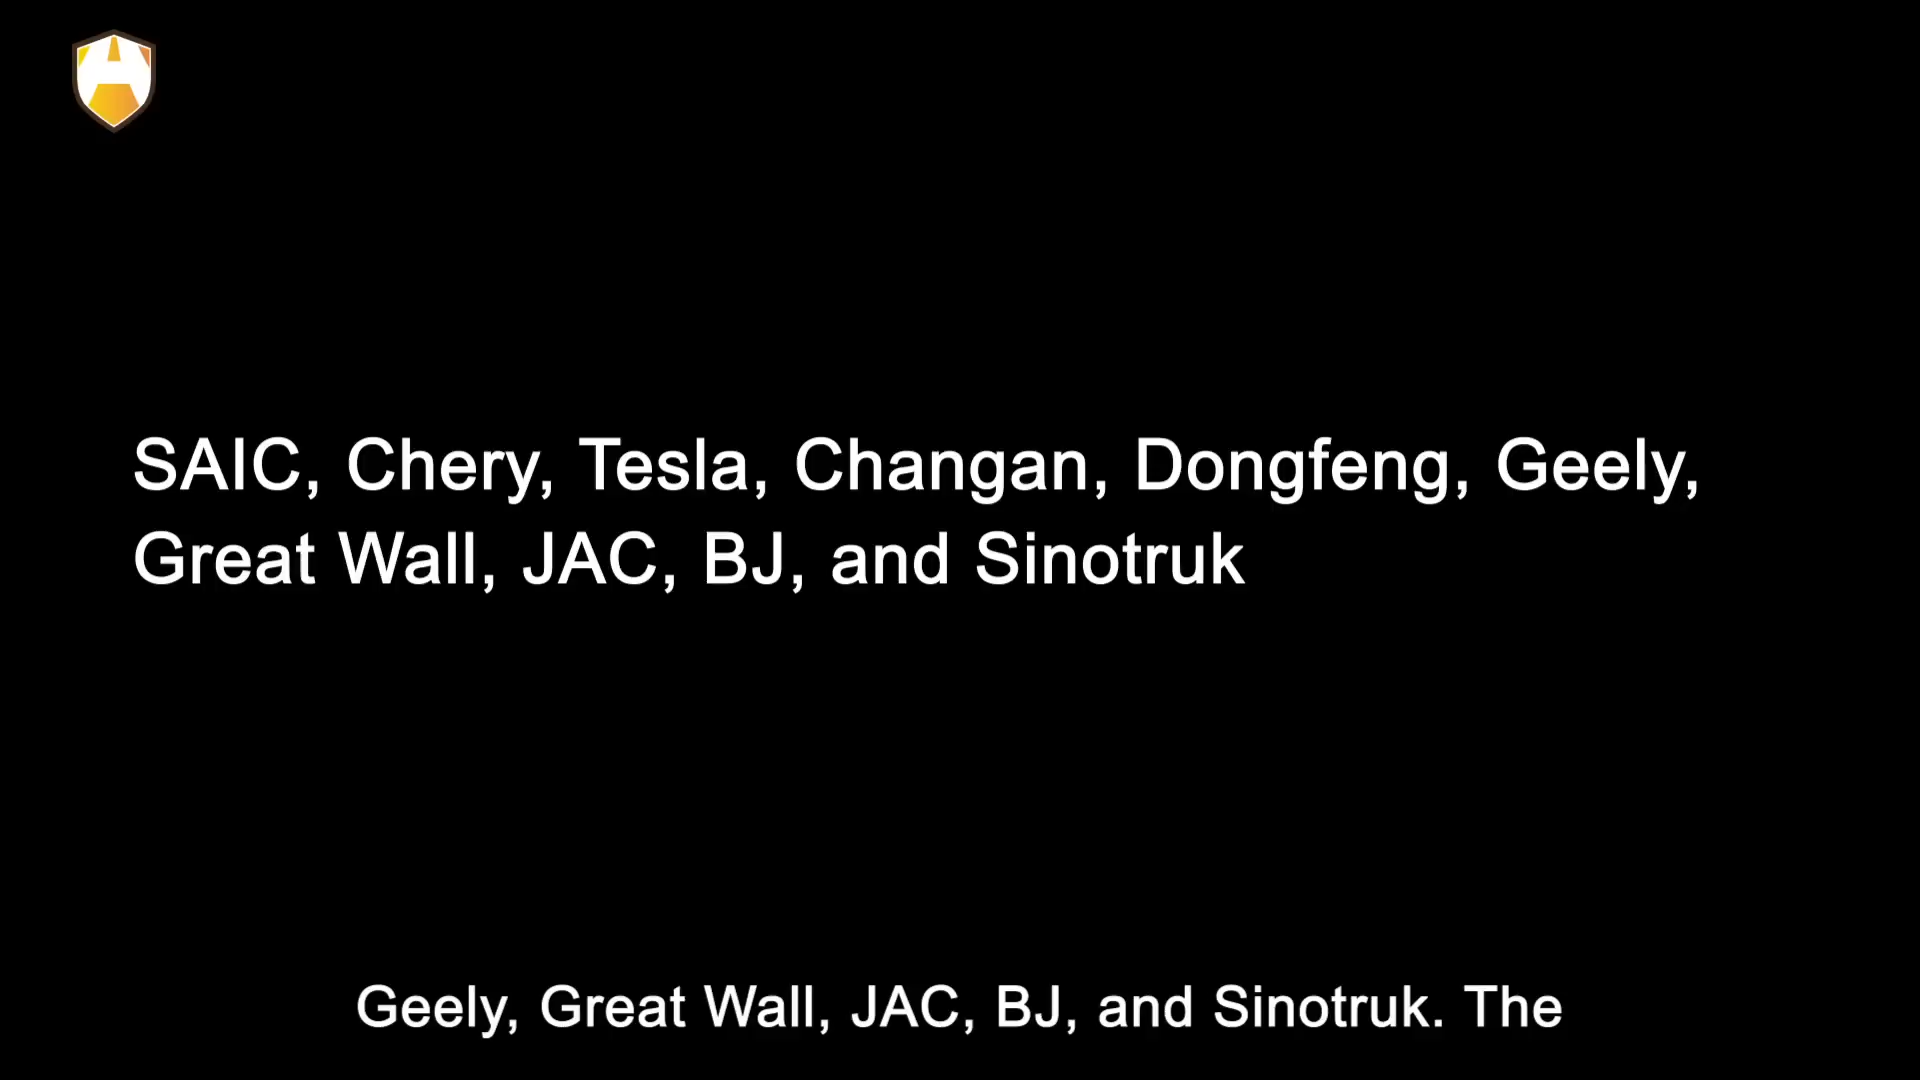 SAIC, Chery, Tesla, Changan, Dongfeng, Geely,
Great Wall, JAC, BJ, and Sinotruk
Geely, Great Wall, JAC, BJ, and Sinotruk. The